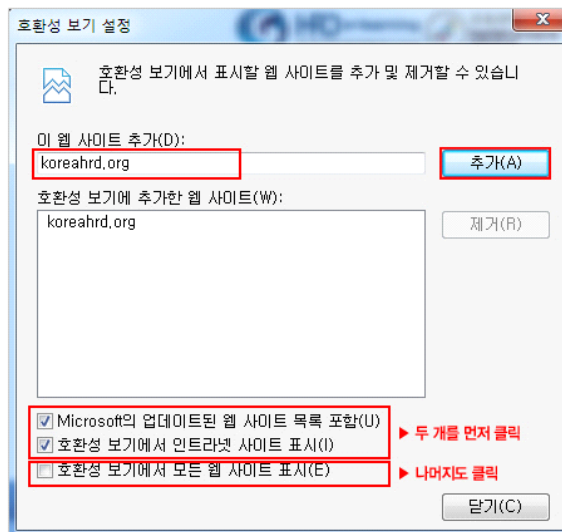 호환성 보기 설정
호환성 보기에서 표시할 웹 사이트를 추가 및 제거할 수 있습니
다.
이 웹 사이트 추가(D):
koreahrd.org
추가(A)
호환성 보기에 추가한 웹 사이트(W):
koreahrd.org
제거(R)
Microsoft의 업데이트된 웹 사이트 목록 포함(U)
호환성 보기에서 인트라넷 사이트 표시(I)
▶ 두 개를 먼저 클릭
호환성 보기에서 모든 웹 사이트 표시(E)
▶ 나머지도 클릭
닫기(C)